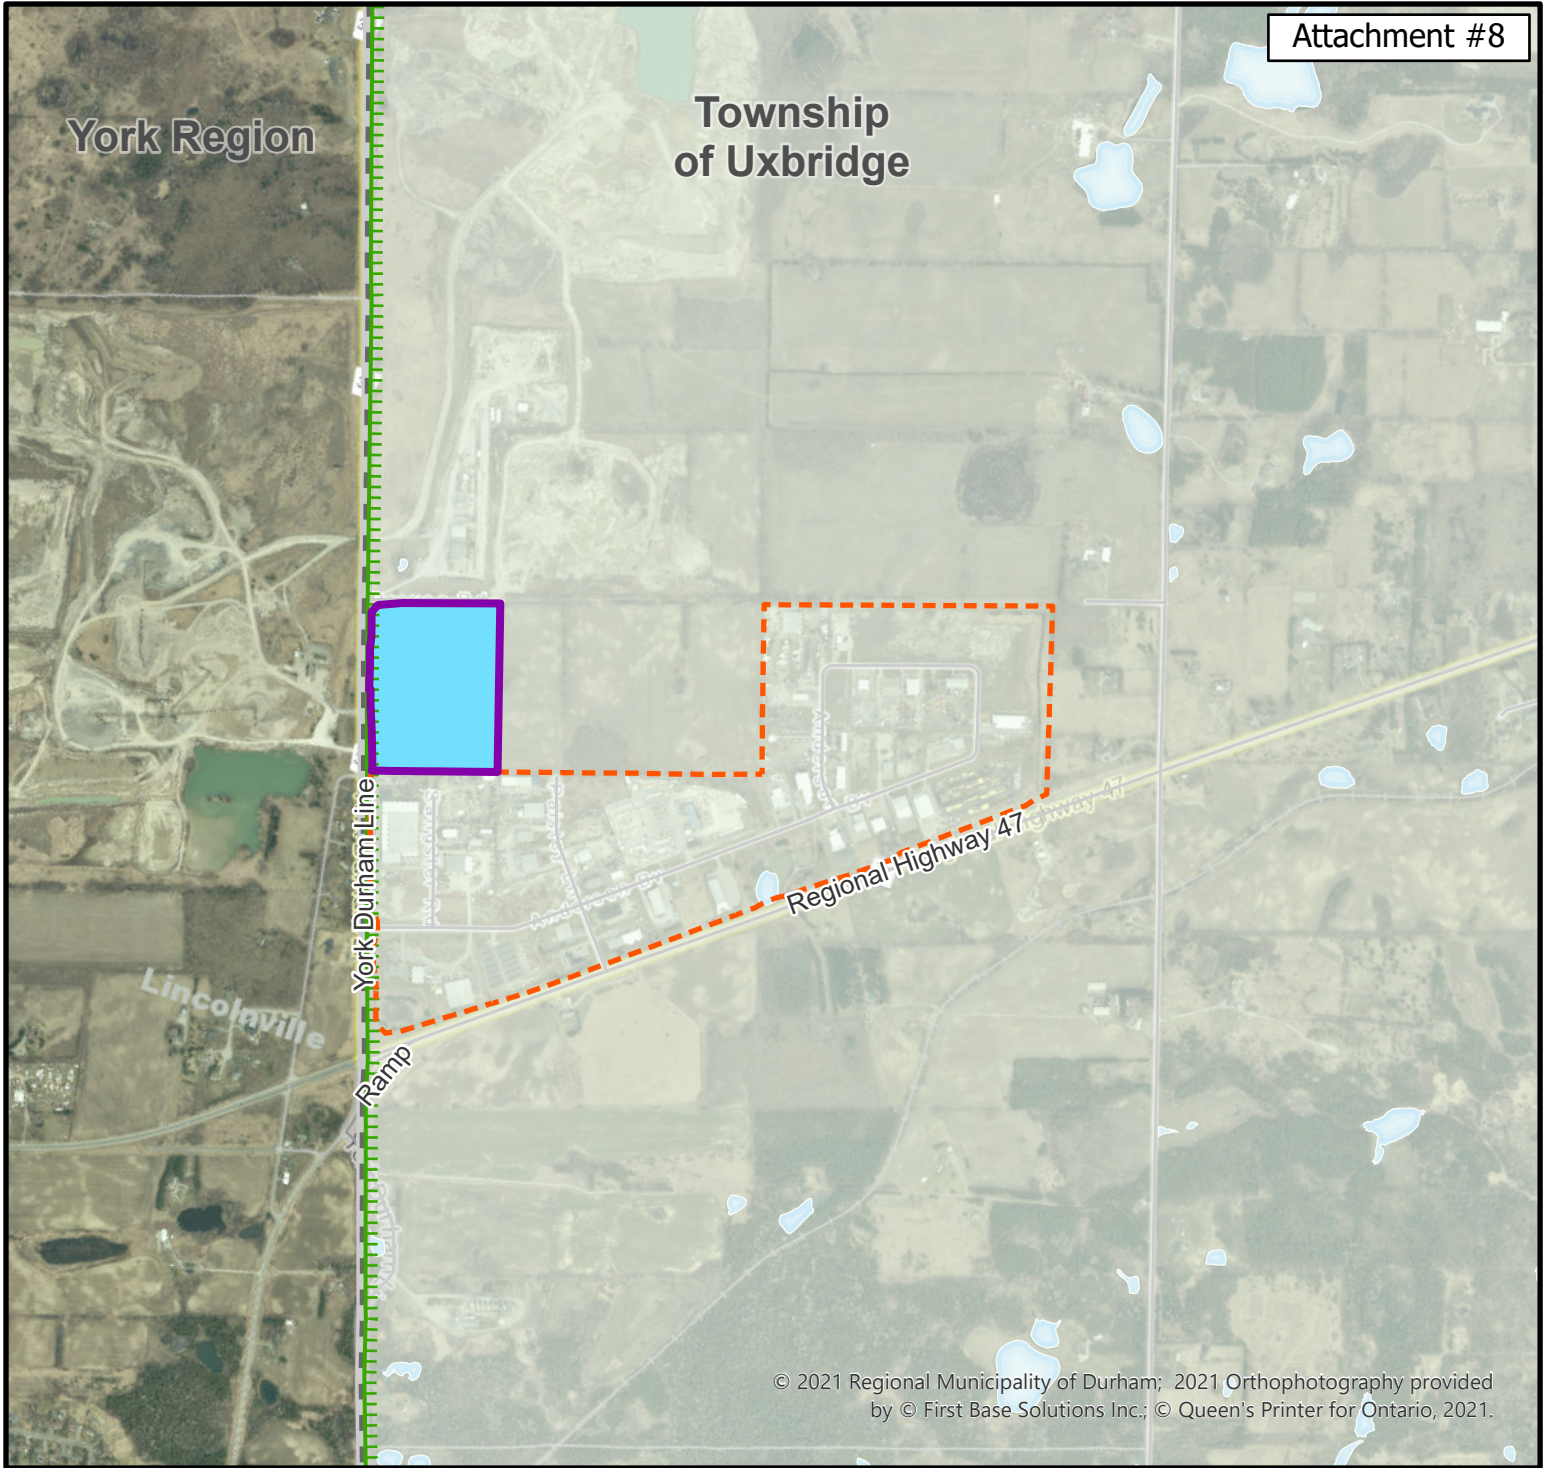 Attachment #8
York Region
Township
of Uxbridge
York Durham Line
Regional Highway 47
Lincolnville
Ramp
© 2021 Regional Municipality of Durham; 2021 Orthophotography provided
by © First Base Solutions Inc.; © Queen's Printer for Ontario, 2021.